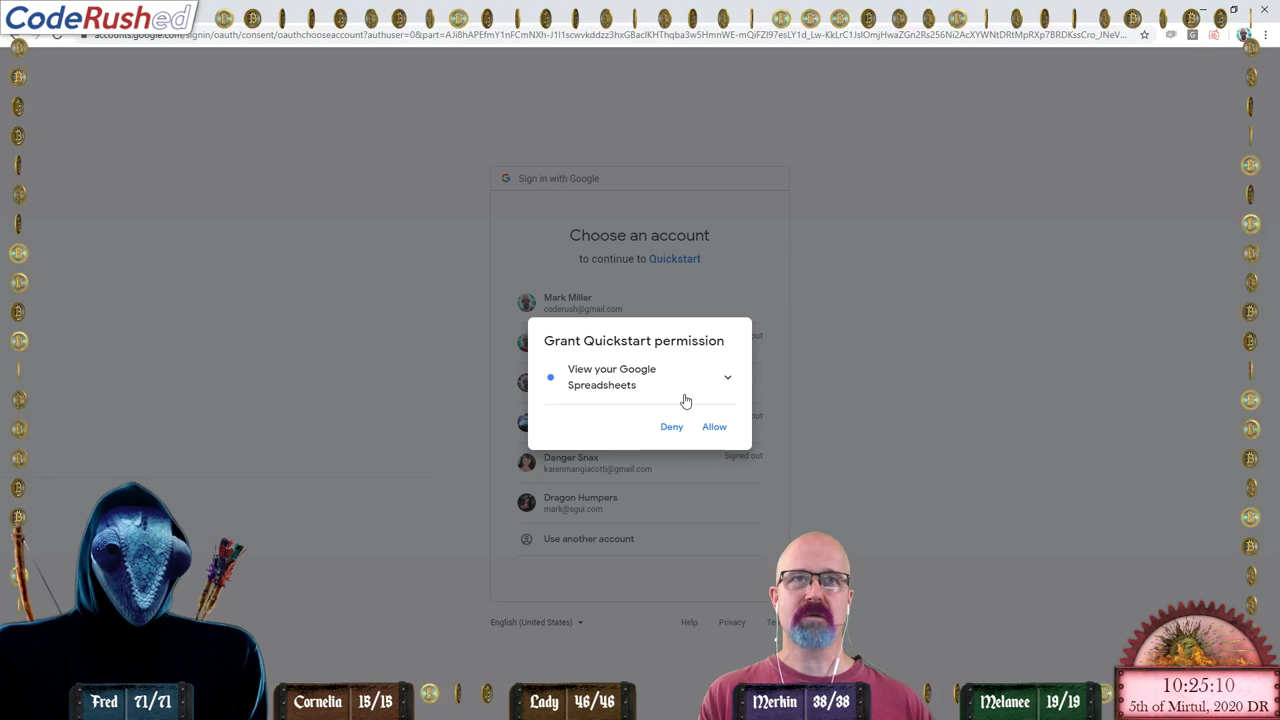 CodeRushed
Sign in with Google
Choose an account
to continue to Quickstart
Mark Miller
coderush@gmail.com
Grant Quickstart permission
View your Google
Spreadsheets
Deny
Allow
Danger Snax
Signed out
karenmangiacotti@gmail.com
Dragon Humpers
mark@sgui.com
Use another account
English (United States)
Help
Privacy
Fred 71/71
Cornelia 15/15
Lady 46/46
Merkin 38/38
Melanee 19/19
10:25:10
5th of Mirtul, 2020 DR